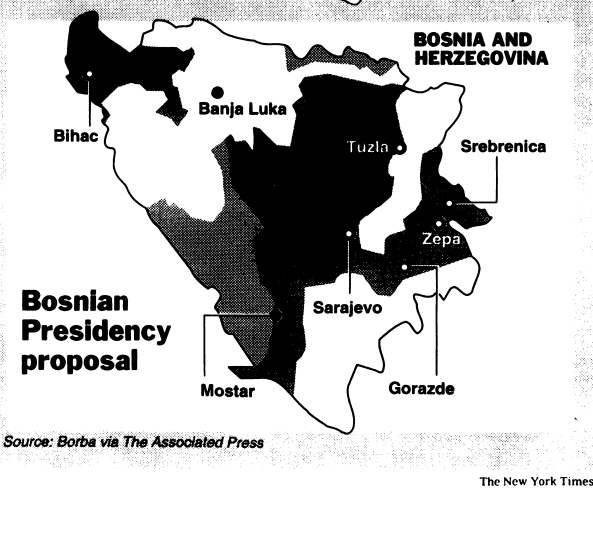 BOSNIA AND
HERZEGOVINA
Banja Luka
Bihac
Tuzla
Srebrenica
Zepa
Sarajevo
Bosnian
Presidency
proposal
Mostar
Gorazde
Source: Borba via The Associated Press
The New York Times